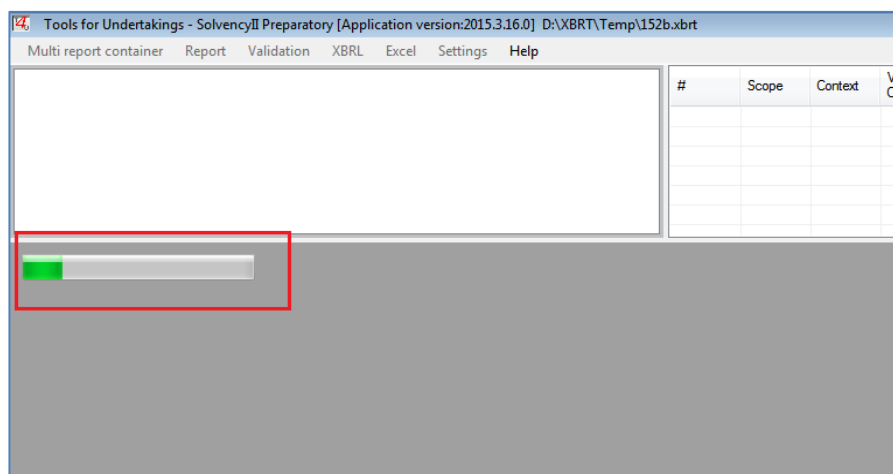 Tools for Undertakings - SolvencyII Preparatory [Application version:2015.3.16.0] D:\XBRT\Temp\152b.xbrt
Multi report container Report Validation XBRL Excel Settings Help
# Scope Context